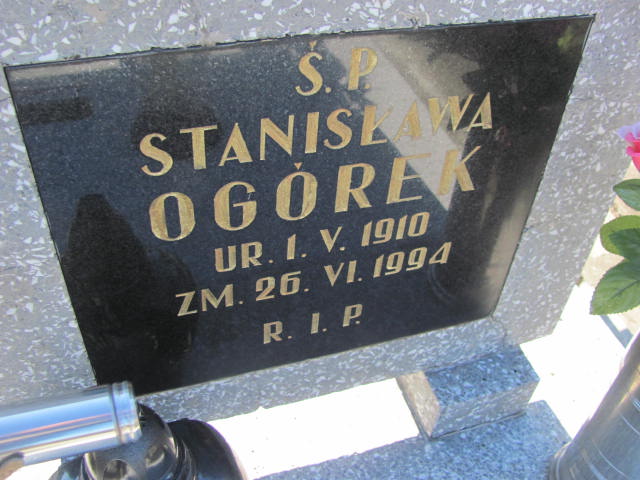 Ś. P.
STANISŁAWA
OGÓREK
UR. 1. V. 1910
ZM. 26. VI. 1994
R. I. P.